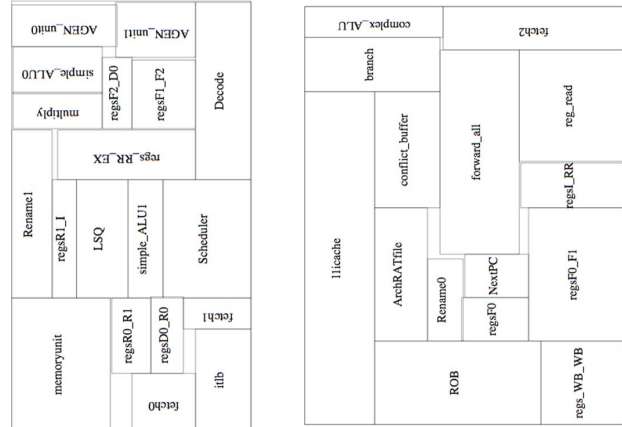 AGEN_unit0
AGEN_unit1
simple_ALU0
regsF2_D0
regsF1_F2
Decode
multiply
regs_RR_EX
Rename1
regsR1_I
LSQ
simple_ALU1
Scheduler
memoryunit
regsR0_R1
regsD0_R0
fetch1
itlb
fetch0
complex_ALU
fetch2
branch
conflict_buffer
forward_all
reg_read
regsI_RR
l1icache
ArchRATfile
Rename0
NextPC
regsF0
regsF0_F1
ROB
regs_WB_WB